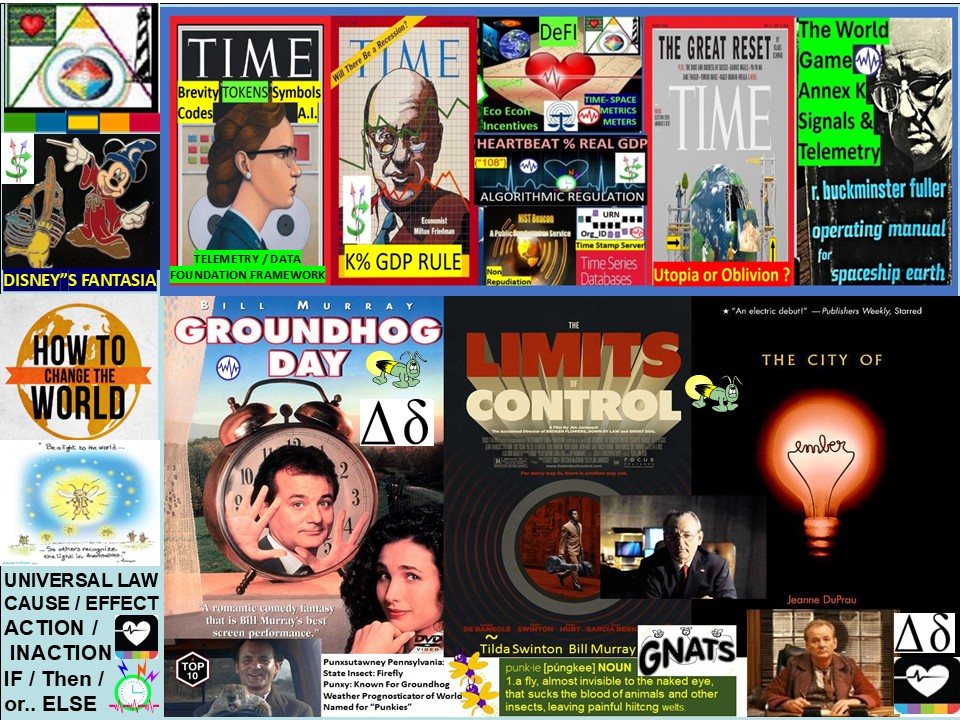 TIME
Brevity TOKENS Symbols
Codes A.I.
TELEMETRY / DATA
FOUNDATION FRAMEWORK
Will There Be a Recession?
TIME
Economist
Milton Friedman
K% GDP RULE
DeFI
Eco Econ
Incentives
TIME- SPACE
METRICS
METERS
HEARTBEAT % REAL GDP
("108")
ALGORITHMIC REGULATION
NIST Beacon
Non
Repudiation
URN
Org_ID
Time Stamp Server
Time Series
Databases
THE GREAT RESET
TIME
Utopia or Oblivion ?
The World
Game
Annex K
Signals &
Telemetry
r. buckminster fuller
operating manual
for
spaceship earth
DISNEY"S FANTASIA
HOW TO
CHANGE THE
WORLD
"Be a light to the world —
... So others recognize
the light in themselves."
UNIVERSAL LAW
CAUSE / EFFECT
ACTION /
INACTION
IF / Then /
or.. ELSE
BILL MURRAY
GROUNDHOG
DAY
Δδ
"A romantic comedy fantasy
that is Bill Murray's best
screen performance."
DVD
VIDEO
THE
LIMITS
OF
CONTROL
A Film By Jim Jarmusch
For every way in, there is another way out.
DE BANKOLÉ SWINTON HURT GARCÍA BERN
~
Tilda Swinton Bill Murray
★ "An electric debut!" —Publishers Weekly, Starred
THE CITY OF
ember
Jeanne DuPrau
TOP
10
Punxsutawney Pennsylvania:
State Insect: Firefly
Punxy: Known For Groundhog
Weather Prognosticator of World
Named for "Punkies"
GNATS
punk·ie [púngkee] NOUN
1.a fly, almost invisible to the naked eye,
that sucks the blood of animals and other
insects, leaving painful hiitcng welts.
Δδ